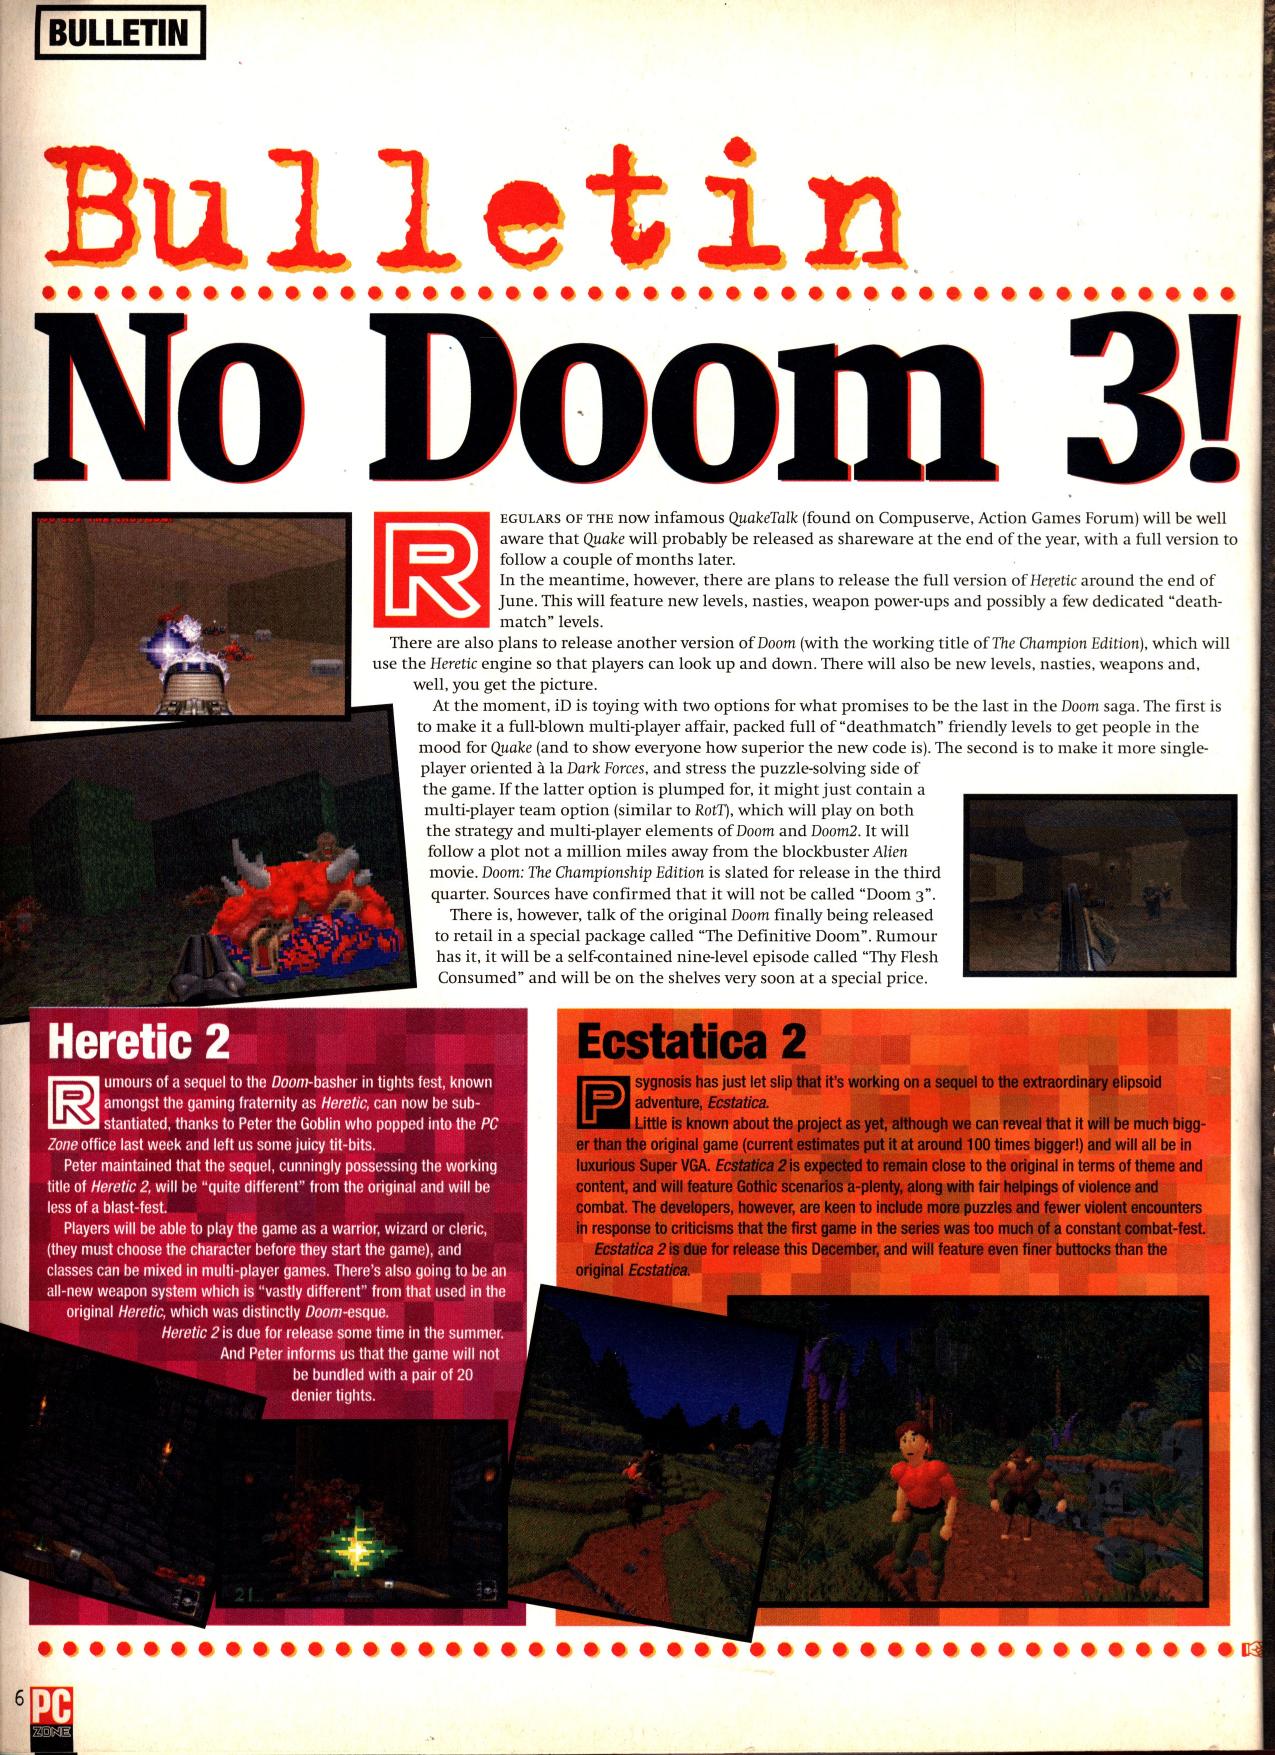 BULLETIN
Bulletin
No Doom 3!
REGULARS OF THE now infamous QuakeTalk (found on Compuserve, Action Games Forum) will be well
aware that Quake will probably be released as shareware at the end of the year, with a full version to
follow a couple of months later.
In the meantime, however, there are plans to release the full version of Heretic around the end of
June. This will feature new levels, nasties, weapon power-ups and possibly a few dedicated “death-
match” levels.
There are also plans to release another version of Doom (with the working title of The Champion Edition), which will
use the Heretic engine so that players can look up and down. There will also be new levels, nasties, weapons and,
well, you get the picture.
At the moment, iD is toying with two options for what promises to be the last in the Doom saga. The first is
to make it a full-blown multi-player affair, packed full of “deathmatch” friendly levels to get people in the
mood for Quake (and to show everyone how superior the new code is). The second is to make it more single-
player oriented à la Dark Forces, and stress the puzzle-solving side of
the game. If the latter option is plumped for, it might just contain a
multi-player team option (similar to RotT), which will play on both
the strategy and multi-player elements of Doom and Doom2. It will
follow a plot not a million miles away from the blockbuster Alien
movie. Doom: The Championship Edition is slated for release in the third
quarter. Sources have confirmed that it will not be called “Doom 3”.
There is, however, talk of the original Doom finally being released
to retail in a special package called “The Definitive Doom”. Rumour
has it, it will be a self-contained nine-level episode called “Thy Flesh
Consumed” and will be on the shelves very soon at a special price.
Heretic 2
Rumours of a sequel to the Doom-basher in tights fest, known
amongst the gaming fraternity as Heretic, can now be sub-
stantiated, thanks to Peter the Goblin who popped into the PC
Zone office last week and left us some juicy tit-bits.
Peter maintained that the sequel, cunningly possessing the working
title of Heretic 2, will be “quite different” from the original and will be
less of a blast-fest.
Players will be able to play the game as a warrior, wizard or cleric,
(they must choose the character before they start the game), and
classes can be mixed in multi-player games. There's also going to be an
all-new weapon system which is “vastly different” from that used in the
original Heretic, which was distinctly Doom-esque.
Heretic 2 is due for release some time in the summer.
And Peter informs us that the game will not
be bundled with a pair of 20
denier tights.
21
Ecstatica 2
Psygnosis has just let slip that it's working on a sequel to the extraordinary elipsoid
adventure, Ecstatica.
Little is known about the project as yet, although we can reveal that it will be much bigg-
er than the original game (current estimates put it at around 100 times bigger!) and will all be in
luxurious Super VGA. Ecstatica 2 is expected to remain close to the original in terms of theme and
content, and will feature Gothic scenarios a-plenty, along with fair helpings of violence and
combat. The developers, however, are keen to include more puzzles and fewer violent encounters
in response to criticisms that the first game in the series was too much of a constant combat-fest.
Ecstatica 2 is due for release this December, and will feature even finer buttocks than the
original Ecstatica.
6
PC
ZONE